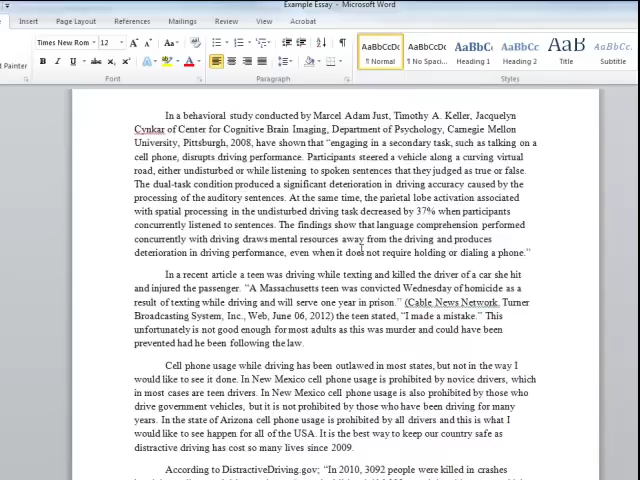 Example Essay - Microsoft Word
Insert Page Layout References Mailings Review View Acrobat
Times New Rom 12 A A Aa AaBbCcDc AaBbCcDc AaBbCc AaBbCc AaB AaBbCc
Painter B I U abc x₂ x² A A ¶ Normal ¶ No Spaci... Heading 1 Heading 2 Title Subtitle
Font Paragraph Styles
In a behavioral study conducted by Marcel Adam Just, Timothy A. Keller, Jacquelyn
Cynkar of Center for Cognitive Brain Imaging, Department of Psychology, Carnegie Mellon
University, Pittsburgh, 2008, have shown that “engaging in a secondary task, such as talking on a
cell phone, disrupts driving performance. Participants steered a vehicle along a curving virtual
road, either undisturbed or while listening to spoken sentences that they judged as true or false.
The dual-task condition produced a significant deterioration in driving accuracy caused by the
processing of the auditory sentences. At the same time, the parietal lobe activation associated
with spatial processing in the undisturbed driving task decreased by 37% when participants
concurrently listened to sentences. The findings show that language comprehension performed
concurrently with driving draws mental resources away from the driving and produces
deterioration in driving performance, even when it does not require holding or dialing a phone.”
In a recent article a teen was driving while texting and killed the driver of a car she hit
and injured the passenger. “A Massachusetts teen was convicted Wednesday of homicide as a
result of texting while driving and will serve one year in prison.” (Cable News Network. Turner
Broadcasting System, Inc., Web, June 06, 2012) the teen stated, “I made a mistake.” This
unfortunately is not good enough for most adults as this was murder and could have been
prevented had he been following the law.
Cell phone usage while driving has been outlawed in most states, but not in the way I
would like to see it done. In New Mexico cell phone usage is prohibited by novice drivers, which
in most cases are teen drivers. In New Mexico cell phone usage is also prohibited by those who
drive government vehicles, but it is not prohibited by those who have been driving for many
years. In the state of Arizona cell phone usage is prohibited by all drivers and this is what I
would like to see happen for all of the USA. It is the best way to keep our country safe as
distractive driving has cost so many lives since 2009.
According to DistractiveDriving.gov; “In 2010, 3092 people were killed in crashes